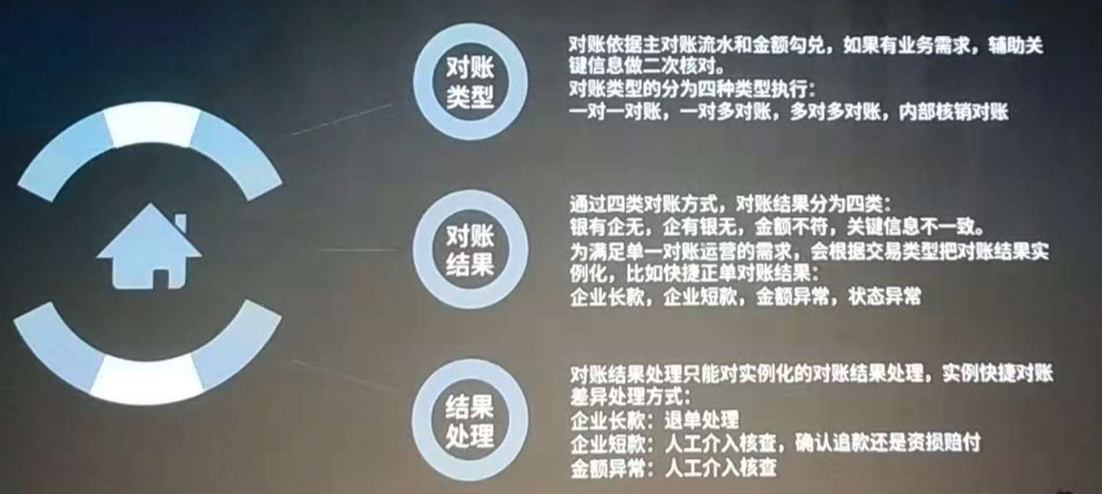 对账
类型
对账依据主对账流水和金额勾兑，如果有业务需求，辅助关
键信息做二次核对。
对账类型的分为四种类型执行：
一对一对账，一对多对账，多对多对账，内部核销对账
对账
结果
通过四类对账方式，对账结果分为四类：
银有企无，企有银无，金额不符，关键信息不一致。
为满足单一对账运营的需求，会根据交易类型把对账结果实
例化，比如快捷正单对账结果：
企业长款，企业短款，金额异常，状态异常
结果
处理
对账结果处理只能对实例化的对账结果处理，实例快捷对账
差异处理方式：
企业长款：退单处理
企业短款：人工介入核查，确认追款还是资损赔付
金额异常：人工介入核查